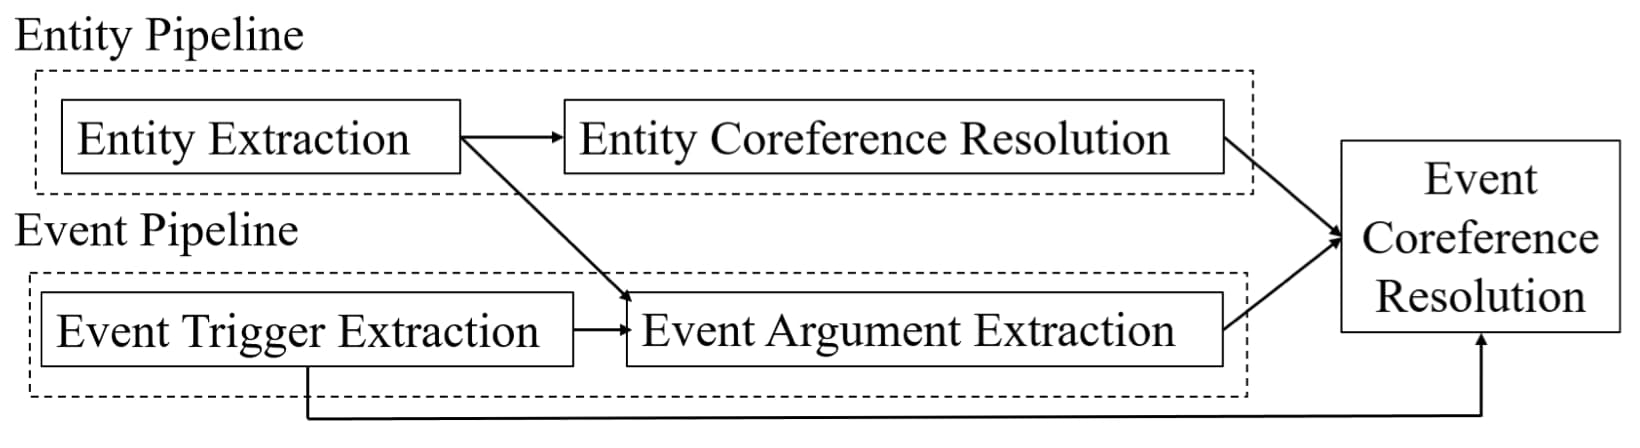 Entity Pipeline
Entity Extraction
Entity Coreference Resolution
Event Pipeline
Event Trigger Extraction
Event Argument Extraction
Event
Coreference
Resolution